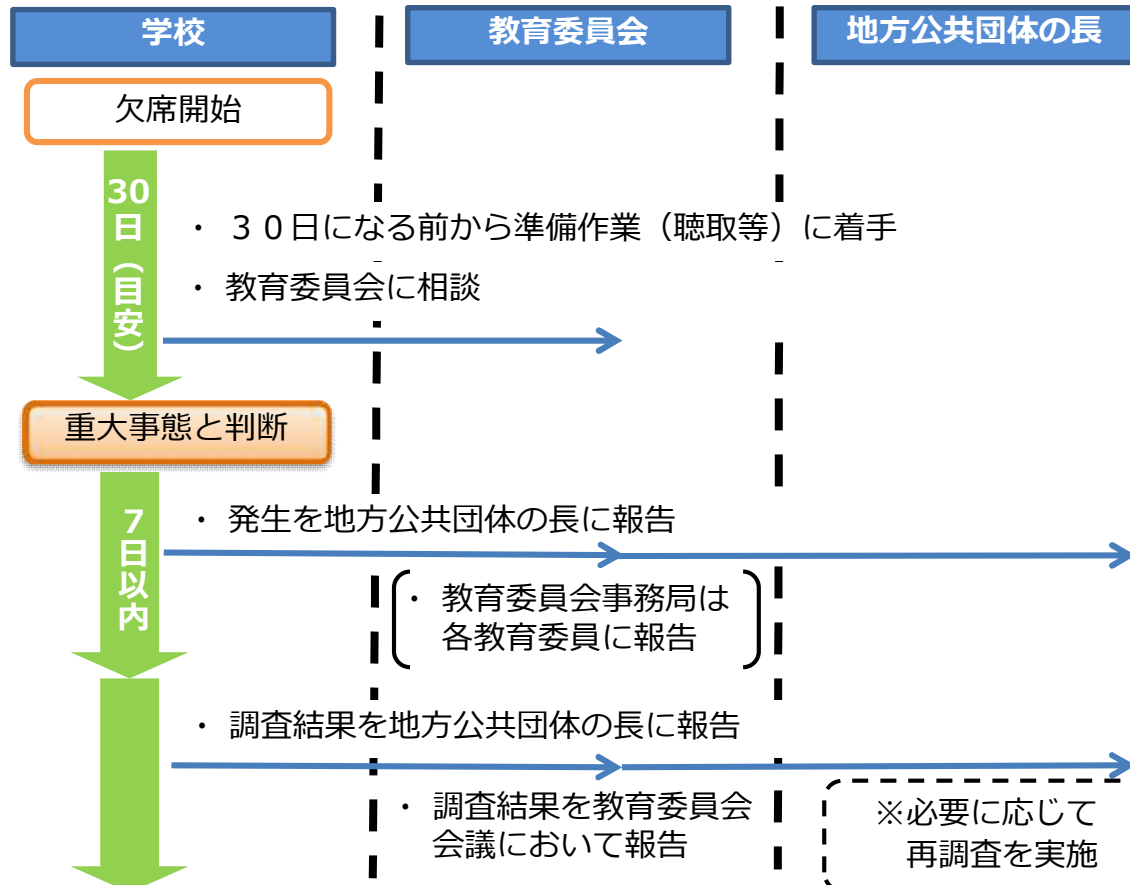 学校
教育委員会
地方公共団体の長
欠席開始
30日（目安）
・ ３０日になる前から準備作業（聴取等）に着手
・ 教育委員会に相談
重大事態と判断
7日以内
・ 発生を地方公共団体の長に報告
・ 教育委員会事務局は
各教育委員に報告
・ 調査結果を地方公共団体の長に報告
・ 調査結果を教育委員会
会議において報告
※必要に応じて
再調査を実施